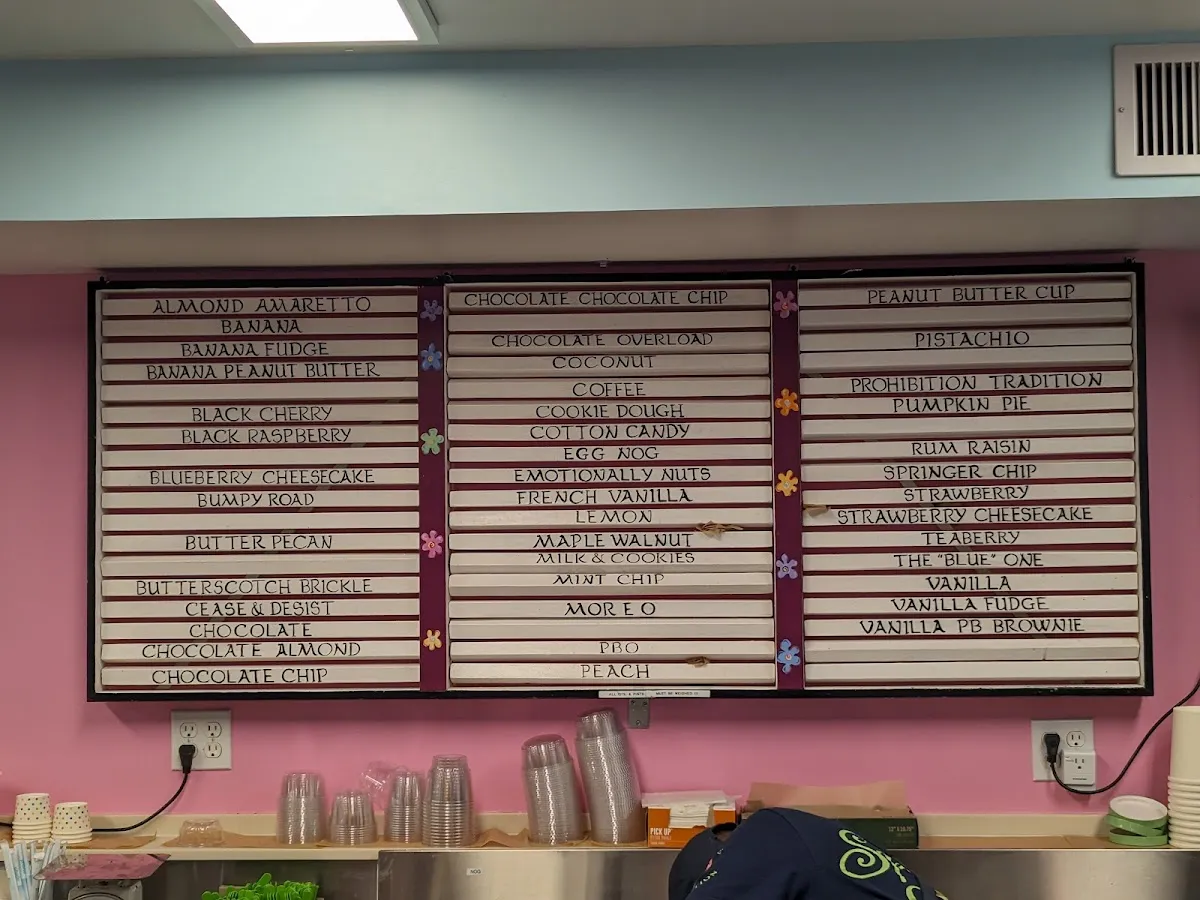 ALMOND AMARETTO
BANANA
BANANA FUDGE
BANANA PEANUT BUTTER
BLACK CHERRY
BLACK RASPBERRY
BLUEBERRY CHEESECAKE
BUMPY ROAD
BUTTER PECAN
BUTTERSCOTCH BRICKLE
CEASE & DESIST
CHOCOLATE
CHOCOLATE ALMOND
CHOCOLATE CHIP
CHOCOLATE CHOCOLATE CHIP
CHOCOLATE OVERLOAD
COCONUT
COFFEE
COOKIE DOUGH
COTTON CANDY
EGG NOG
EMOTIONALLY NUTS
FRENCH VANILLA
LEMON
MAPLE WALNUT
MILK & COOKIES
MINT CHIP
MOREO
PBO
PEACH
PEANUT BUTTER CUP
PISTACHIO
PROHIBITION TRADITION
PUMPKIN PIE
RUM RAISIN
SPRINGER CHIP
STRAWBERRY
STRAWBERRY CHEESECAKE
TEABERRY
THE "BLUE" ONE
VANILLA
VANILLA FUDGE
VANILLA PB BROWNIE
PICK UP